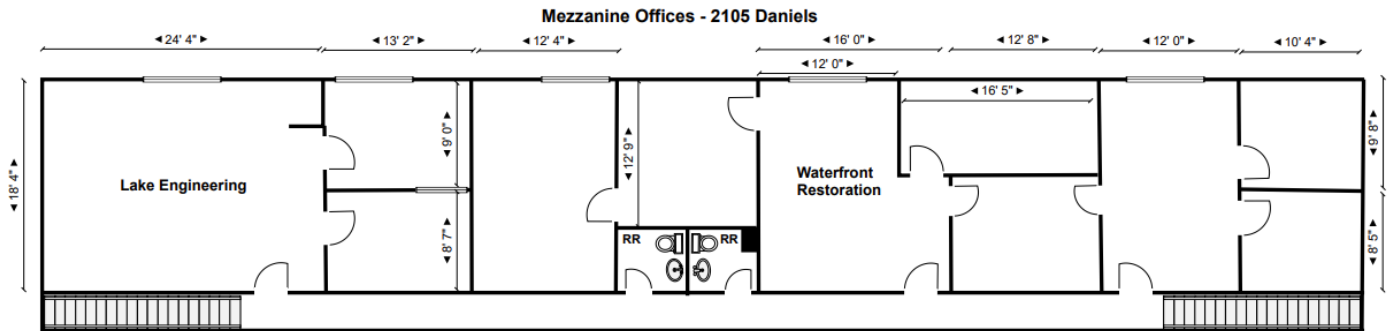 Mezzanine Offices - 2105 Daniels
24' 4"
13' 2"
12' 4"
16' 0"
12' 8"
12' 0"
10' 4"
12' 0"
16' 5"
9' 0"
12' 9"
9' 8"
18' 4"
Lake Engineering
Waterfront
Restoration
8' 7"
RR
RR
8' 5"